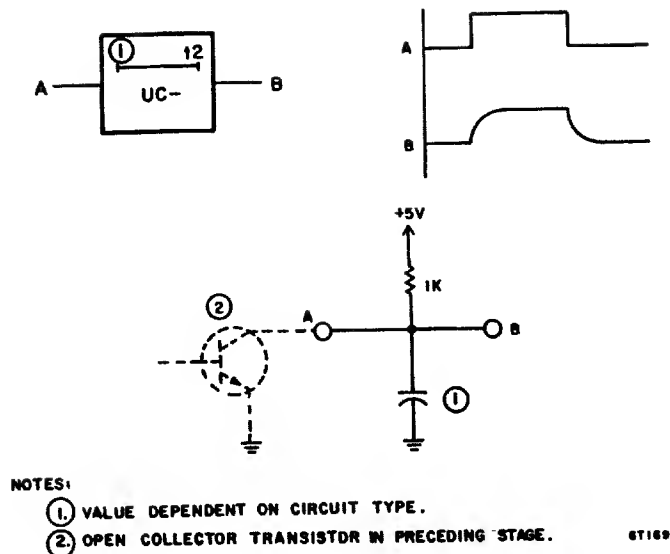 ① 12
A
UC-
B
A
B
+5V
1K
②
A
B
①
NOTES:
①. VALUE DEPENDENT ON CIRCUIT TYPE.
②. OPEN COLLECTOR TRANSISTOR IN PRECEDING STAGE.